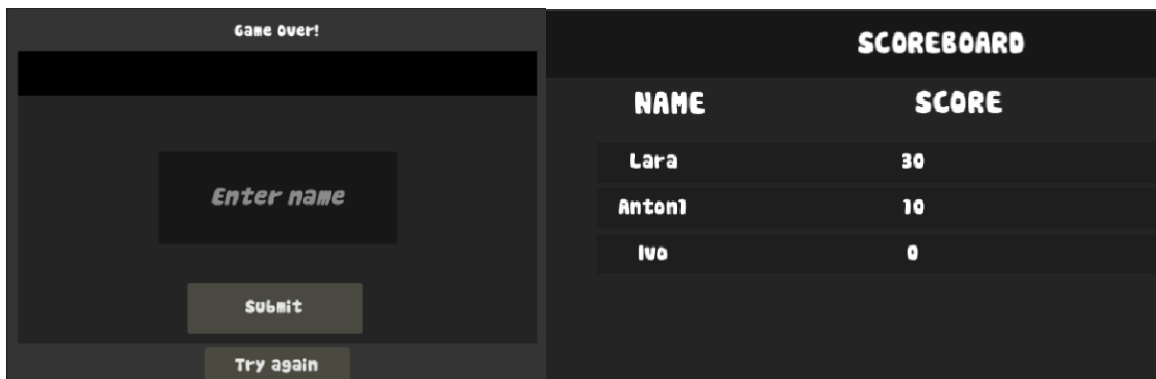 Game Over!
Enter name
Submit
Try again
SCOREBOARD
NAME SCORE
Lara 30
Anton1 10
Ivo 0